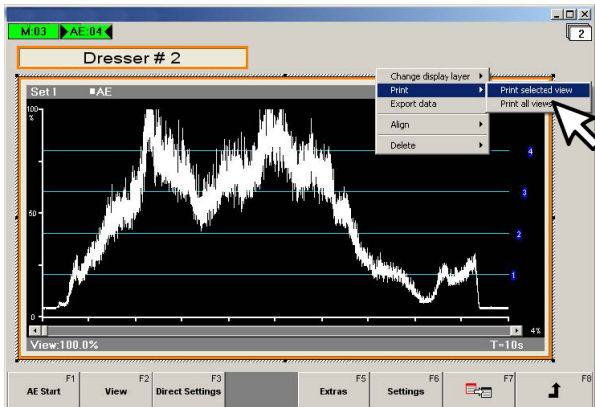 M:03 AE:04
2
Dresser # 2
Change display layer
Print
Export data
Align
Delete
Print selected view
Print all views
Set1 AE
100-
%
4
3
50-
2
1
0-
4%
View:100.0% T=10s
F1 F2 F3 F5 F6 F7 F8
AE Start View Direct Settings Extras Settings